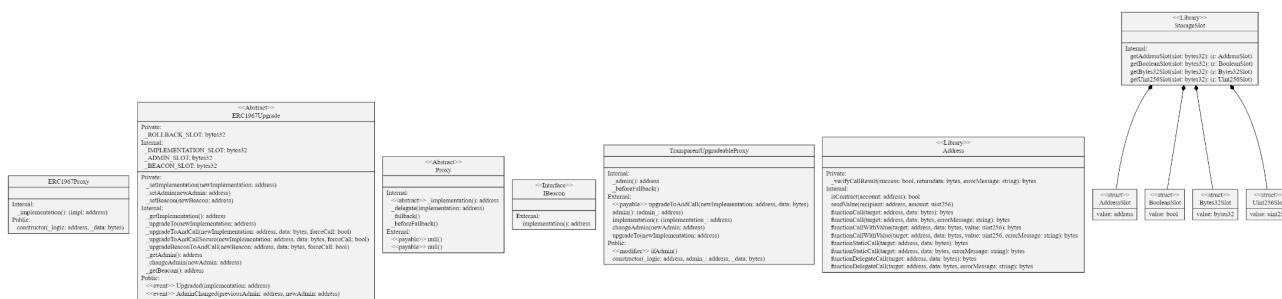 ERC1967Proxy
Internal:
_implementation(): (impl: address)
Public:
constructor(_logic: address, _data: bytes)
<<Abstract>>
ERC1967Upgrade
Private:
_ROLLBACK_SLOT: bytes32
Internal:
_IMPLEMENTATION_SLOT: bytes32
_ADMIN_SLOT: bytes32
_BEACON_SLOT: bytes32
Private:
_setImplementation(newImplementation: address)
_setAdmin(newAdmin: address)
_setBeacon(newBeacon: address)
Internal:
_getImplementation(): address
_upgradeTo(newImplementation: address)
_upgradeToAndCall(newImplementation: address, data: bytes, forceCall: bool)
_upgradeToAndCallSecure(newImplementation: address, data: bytes, forceCall: bool)
_upgradeBeaconToAndCall(newBeacon: address, data: bytes, forceCall: bool)
_getAdmin(): address
_changeAdmin(newAdmin: address)
_getBeacon(): address
Public:
<<event>> Upgraded(implementation: address)
<<event>> AdminChanged(previousAdmin: address, newAdmin: address)
<<Abstract>>
Proxy
Internal:
<<abstract>> _implementation(): address
_delegate(implementation: address)
_fallback()
_beforeFallback()
External:
<<payable>> null()
<<payable>> null()
<<Interface>>
IBeacon
External:
implementation(): address
TransparentUpgradeableProxy
Internal:
_admin(): address
_beforeFallback()
External:
<<payable>> upgradeToAndCall(newImplementation: address, data: bytes)
admin(): (admin_: address)
implementation(): (implementation_: address)
changeAdmin(newAdmin: address)
upgradeTo(newImplementation: address)
Public:
<<modifier>> ifAdmin()
constructor(_logic: address, admin_: address, _data: bytes)
<<Library>>
Address
Private:
_verifyCallResult(success: bool, returndata: bytes, errorMessage: string): bytes
Internal:
isContract(account: address): bool
sendValue(recipient: address, amount: uint256)
functionCall(target: address, data: bytes): bytes
functionCall(target: address, data: bytes, errorMessage: string): bytes
functionCallWithValue(target: address, data: bytes, value: uint256): bytes
functionCallWithValue(target: address, data: bytes, value: uint256, errorMessage: string): bytes
functionStaticCall(target: address, data: bytes): bytes
functionStaticCall(target: address, data: bytes, errorMessage: string): bytes
functionDelegateCall(target: address, data: bytes): bytes
functionDelegateCall(target: address, data: bytes, errorMessage: string): bytes
<<Library>>
StorageSlot
Internal:
getAddressSlot(slot: bytes32): (r: AddressSlot)
getBooleanSlot(slot: bytes32): (r: BooleanSlot)
getBytes32Slot(slot: bytes32): (r: Bytes32Slot)
getUint256Slot(slot: bytes32): (r: Uint256Slot)
<<struct>>
AddressSlot
value: address
<<struct>>
BooleanSlot
value: bool
<<struct>>
Bytes32Slot
value: bytes32
<<struct>>
Uint256Slot
value: